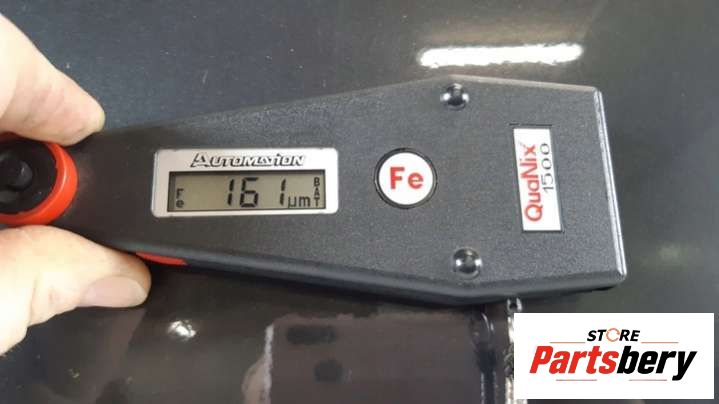 AUTOMATION
Fe 161 µm BAT
Fe
QuaNix
1500
STORE
Partsbery